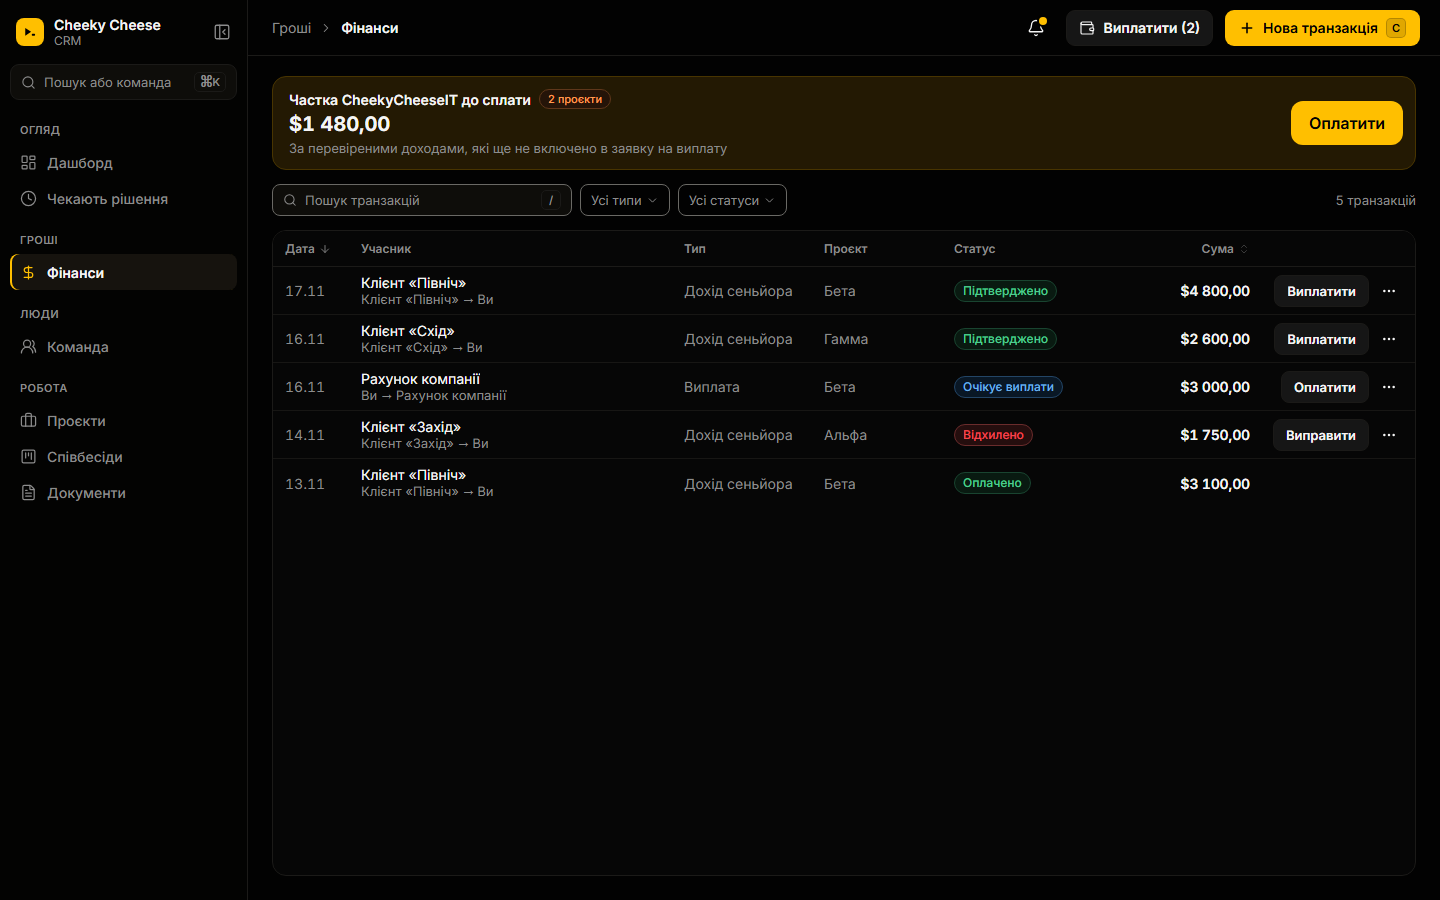 Cheeky Cheese
CRM
Пошук або команда ⌘K
ОГЛЯД
Дашборд
Чекають рішення
ГРОШІ
Фінанси
ЛЮДИ
Команда
РОБОТА
Проєкти
Співбесіди
Документи
Гроші > Фінанси
Виплатити (2)
+ Нова транзакція C
Частка CheekyCheeseIT до сплати 2 проєкти
$1 480,00
За перевіреними доходами, які ще не включено в заявку на виплату
Оплатити
Пошук транзакцій /
Усі типи
Усі статуси
5 транзакцій
Дата ↓ Учасник Тип Проєкт Статус Сума
17.11 Клієнт «Північ» Дохід сеньйора Бета Підтверджено $4 800,00 Виплатити
Клієнт «Північ» → Ви
16.11 Клієнт «Схід» Дохід сеньйора Гамма Підтверджено $2 600,00 Виплатити
Клієнт «Схід» → Ви
16.11 Рахунок компанії Виплата Бета Очікує виплати $3 000,00 Оплатити
Ви → Рахунок компанії
14.11 Клієнт «Захід» Дохід сеньйора Альфа Відхилено $1 750,00 Виправити
Клієнт «Захід» → Ви
13.11 Клієнт «Північ» Дохід сеньйора Бета Оплачено $3 100,00
Клієнт «Північ» → Ви